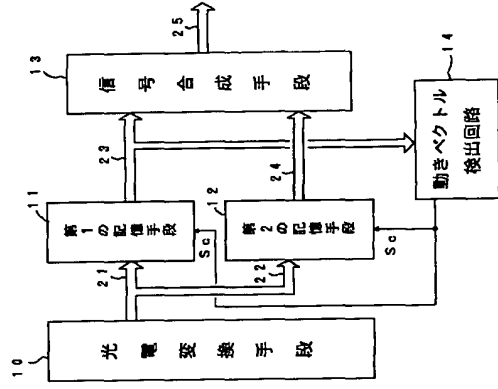 10
光電変換手段
21
22
11
第1の記憶手段
Sc
12
第2の記憶手段
Sc
23
24
13
信号合成手段
25
14
動きベクトル
検出回路